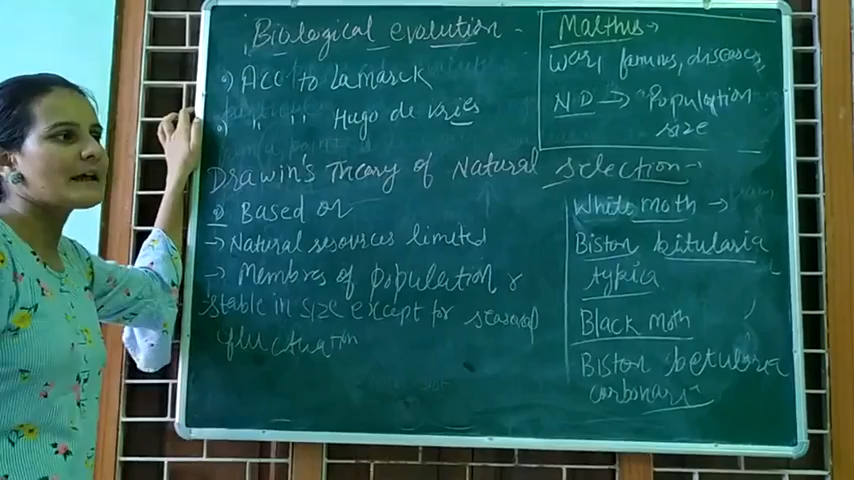 Biological evolution -
1) Acc to Lamarck
2) " " Hugo de vries
Drawin's Theory of Natural selection -
Based on
→ Natural resources limited
→ Members of population r
stable in size except for seasonal
fluctuation
Malthus →
War, famins, diseases
N.D → Population
size
White moth →
Biston bitularia
typica
Black moth
Biston betularia
carbonaria